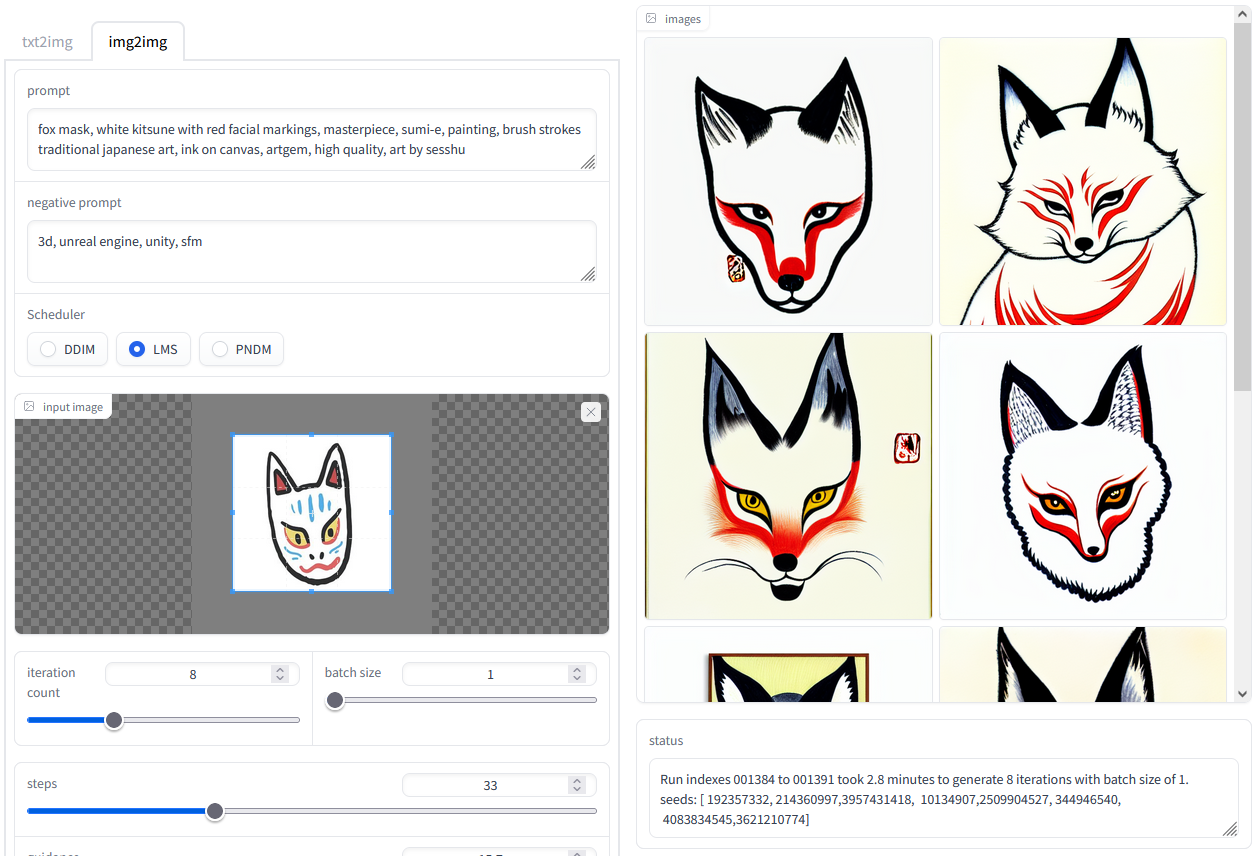 txt2img
img2img
prompt
fox mask, white kitsune with red facial markings, masterpiece, sumi-e, painting, brush strokes
traditional japanese art, ink on canvas, artgem, high quality, art by sesshu
negative prompt
3d, unreal engine, unity, sfm
Scheduler
DDIM
LMS
PNDM
input image
iteration
count
8
batch size
1
steps
33
guidance
images
status
Run indexes 001384 to 001391 took 2.8 minutes to generate 8 iterations with batch size of 1.
seeds: [ 192357332, 214360997,3957431418,  10134907,2509904527, 344946540,
4083834545,3621210774]